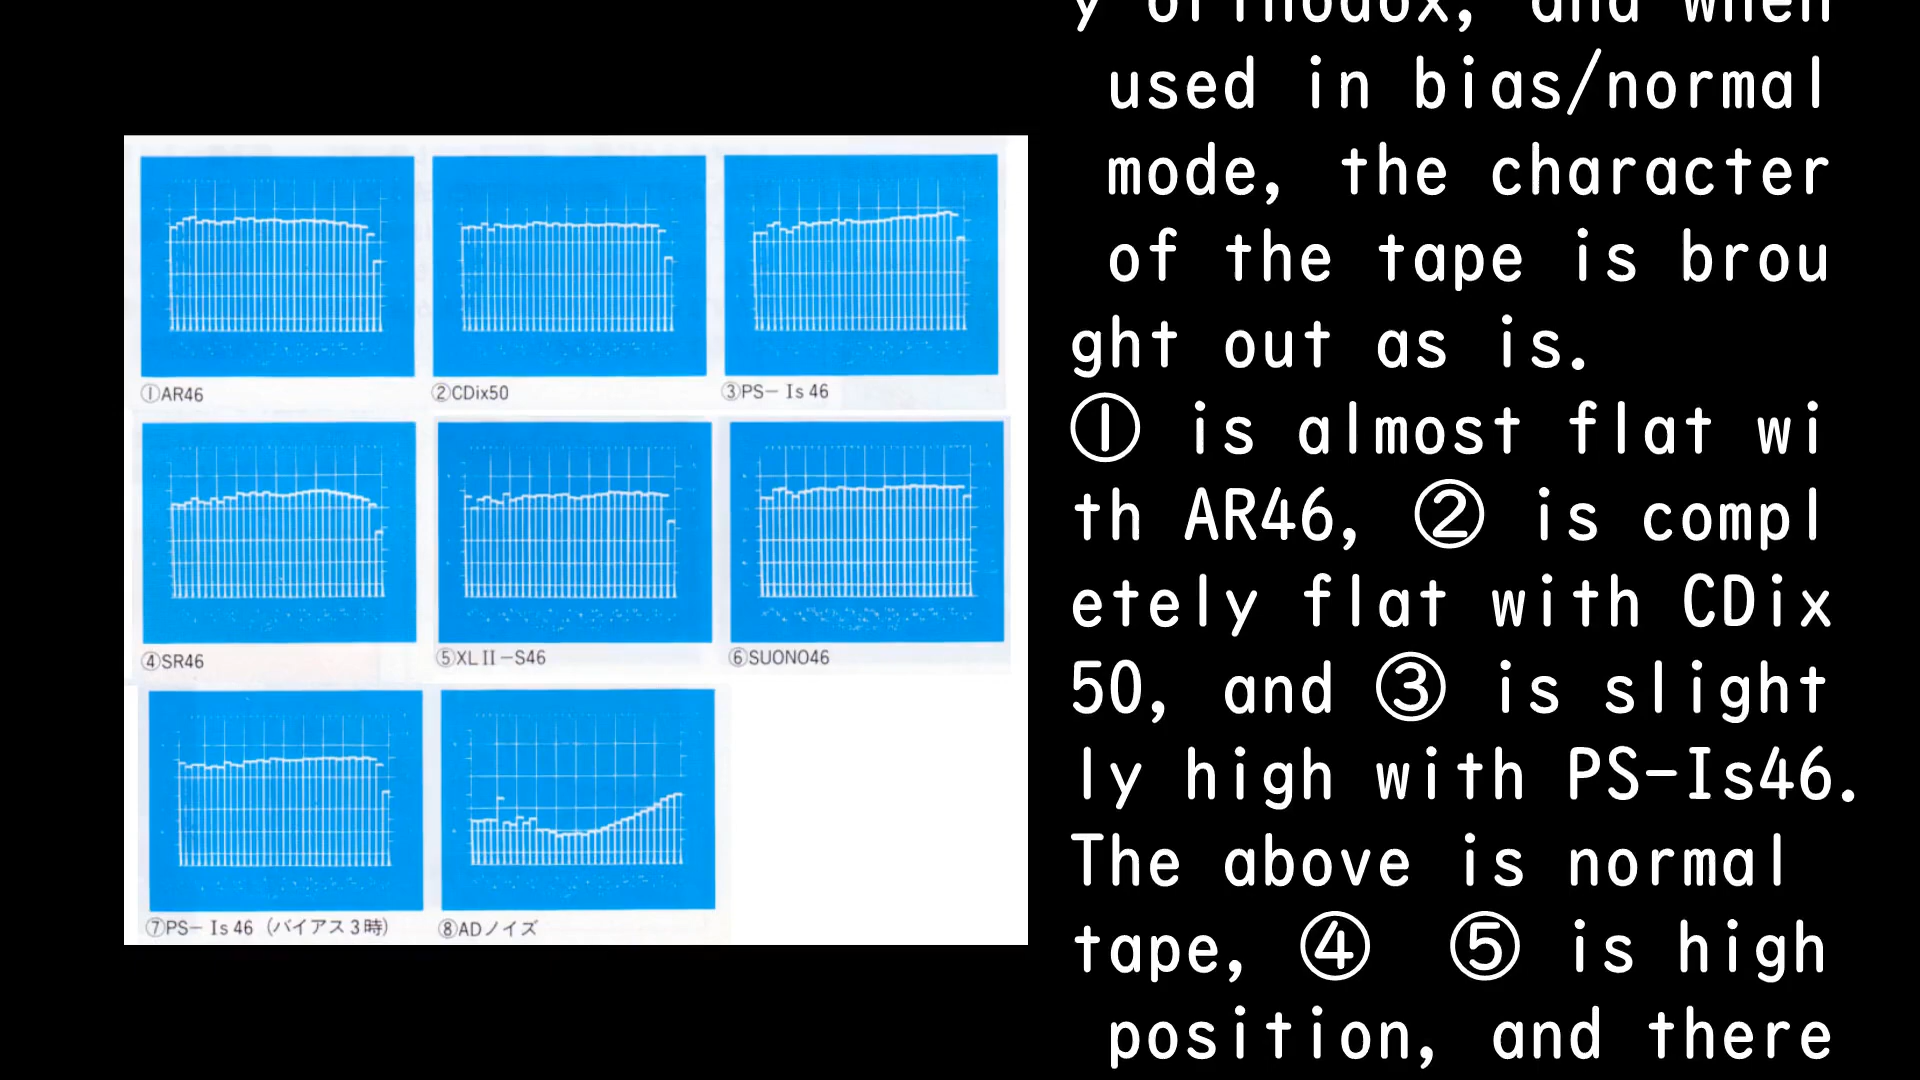 ①AR46
②CDix50
③PS− Is 46
④SR46
⑤XL II −S46
⑥SUONO46
⑦PS− Is 46（バイアス3時）
⑧ADノイズ
y orthodox, and when
used in bias/normal
mode, the character
of the tape is brou
ght out as is.
① is almost flat wi
th AR46, ② is compl
etely flat with CDix
50, and ③ is slight
ly high with PS-Is46.
The above is normal
tape, ④ ⑤ is high
position, and there